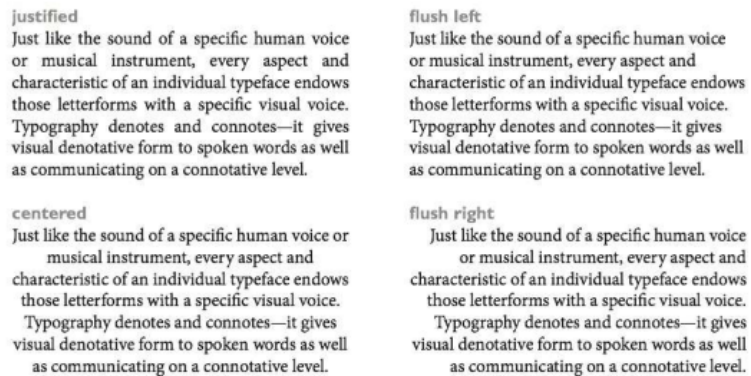 justified
Just like the sound of a specific human voice
or musical instrument, every aspect and
characteristic of an individual typeface endows
those letterforms with a specific visual voice.
Typography denotes and connotes—it gives
visual denotative form to spoken words as well
as communicating on a connotative level.
flush left
Just like the sound of a specific human voice
or musical instrument, every aspect and
characteristic of an individual typeface endows
those letterforms with a specific visual voice.
Typography denotes and connotes—it gives
visual denotative form to spoken words as well
as communicating on a connotative level.
centered
Just like the sound of a specific human voice or
musical instrument, every aspect and
characteristic of an individual typeface endows
those letterforms with a specific visual voice.
Typography denotes and connotes—it gives
visual denotative form to spoken words as well
as communicating on a connotative level.
flush right
Just like the sound of a specific human voice
or musical instrument, every aspect and
characteristic of an individual typeface endows
those letterforms with a specific visual voice.
Typography denotes and connotes—it gives
visual denotative form to spoken words as well
as communicating on a connotative level.